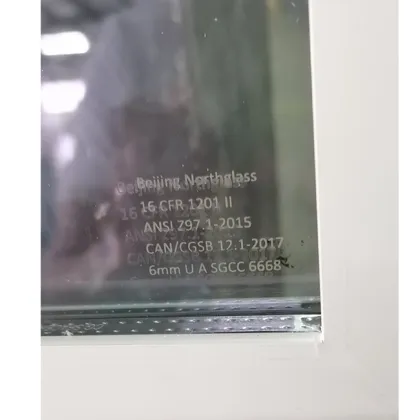 Beijing Northglass
16 CFR 1201 II
ANSI Z97.1-2015
CAN/CGSB 12.1-2017
6mm U A SGCC 6668